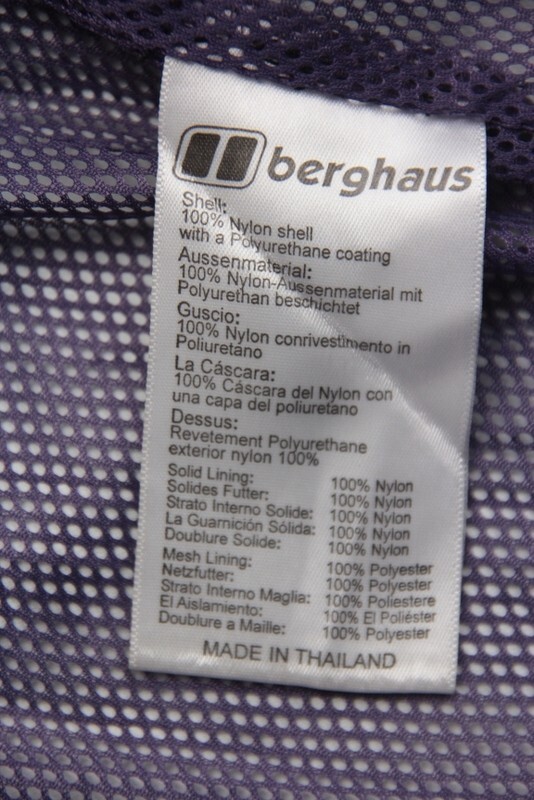 berghaus
Shell:
100% Nylon shell
with a Polyurethane coating
Aussenmaterial:
100% Nylon-Aussenmaterial mit
Polyurethan beschichtet
Guscio:
100% Nylon conrivestimento in
Poliuretano
La Cáscara:
100% Cáscara del Nylon con
una capa del poliuretano
Dessus:
Revetement Polyurethane
exterior nylon 100%
Solid Lining: 100% Nylon
Solides Futter: 100% Nylon
Strato Interno Solide: 100% Nylon
La Guarnición Sólida: 100% Nylon
Doublure Solide: 100% Nylon
Mesh Lining: 100% Polyester
Netzfutter: 100% Polyester
Strato Interno Maglia: 100% Poliestere
El Aislamiento: 100% El Poliéster
Doublure a Maille: 100% Polyester
MADE IN THAILAND